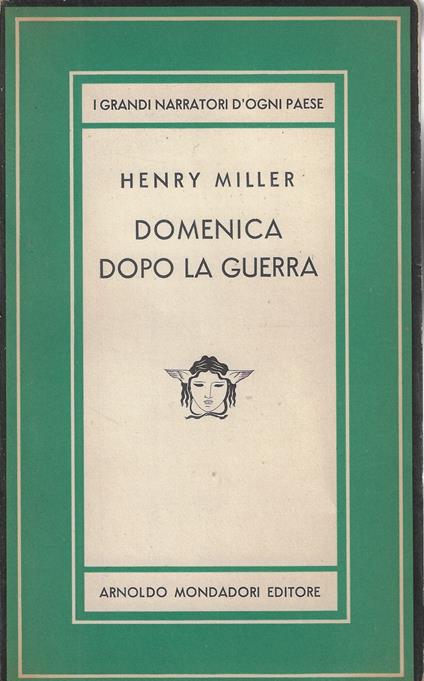 I GRANDI NARRATORI D'OGNI PAESE
HENRY MILLER
DOMENICA
DOPO LA GUERRA
ARNOLDO MONDADORI EDITORE